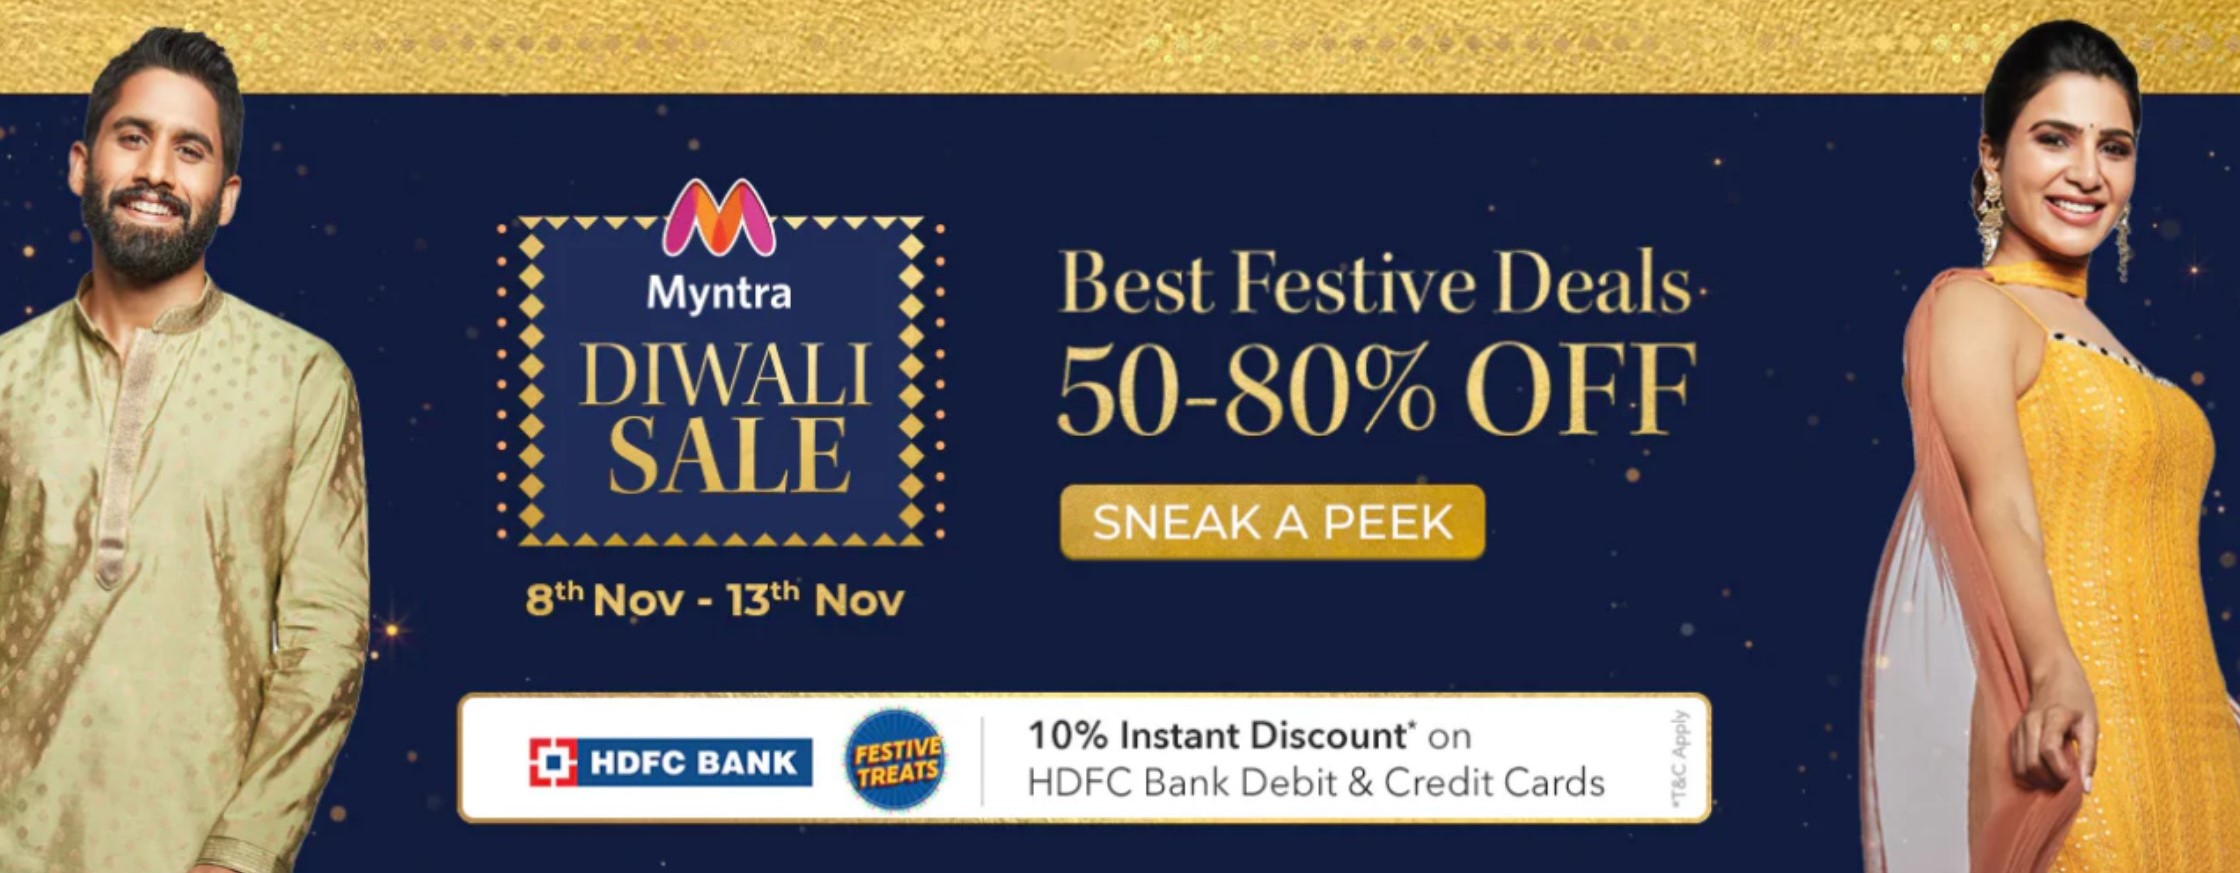 Myntra
DIWALI
SALE
8th Nov - 13th Nov
Best Festive Deals
50-80% OFF
SNEAK A PEEK
HDFC BANK
FESTIVE
TREATS
10% Instant Discount* on
HDFC Bank Debit & Credit Cards
*T&C Apply